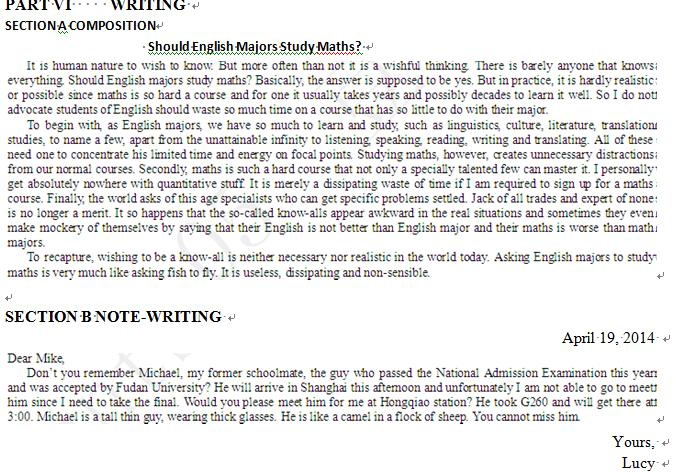 PART VI WRITING
SECTION A COMPOSITION
Should English Majors Study Maths?
It is human nature to wish to know. But more often than not it is a wishful thinking. There is barely anyone that knows
everything. Should English majors study maths? Basically, the answer is supposed to be yes. But in practice, it is hardly realistic
or possible since maths is so hard a course and for one it usually takes years and possibly decades to learn it well. So I do not
advocate students of English should waste so much time on a course that has so little to do with their major.
To begin with, as English majors, we have so much to learn and study, such as linguistics, culture, literature, translation
studies, to name a few, apart from the unattainable infinity to listening, speaking, reading, writing and translating. All of these
need one to concentrate his limited time and energy on focal points. Studying maths, however, creates unnecessary distractions
from our normal courses. Secondly, maths is such a hard course that not only a specially talented few can master it. I personally
get absolutely nowhere with quantitative stuff. It is merely a dissipating waste of time if I am required to sign up for a maths
course. Finally, the world asks of this age specialists who can get specific problems settled. Jack of all trades and expert of none
is no longer a merit. It so happens that the so-called know-alls appear awkward in the real situations and sometimes they even
make mockery of themselves by saying that their English is not better than English major and their maths is worse than math
majors.
To recapture, wishing to be a know-all is neither necessary nor realistic in the world today. Asking English majors to study
maths is very much like asking fish to fly. It is useless, dissipating and non-sensible.
SECTION B NOTE-WRITING
April 19, 2014
Dear Mike,
Don't you remember Michael, my former schoolmate, the guy who passed the National Admission Examination this year
and was accepted by Fudan University? He will arrive in Shanghai this afternoon and unfortunately I am not able to go to meet
him since I need to take the final. Would you please meet him for me at Hongqiao station? He took G260 and will get there at
3:00. Michael is a tall thin guy, wearing thick glasses. He is like a camel in a flock of sheep. You cannot miss him.
Yours,
Lucy